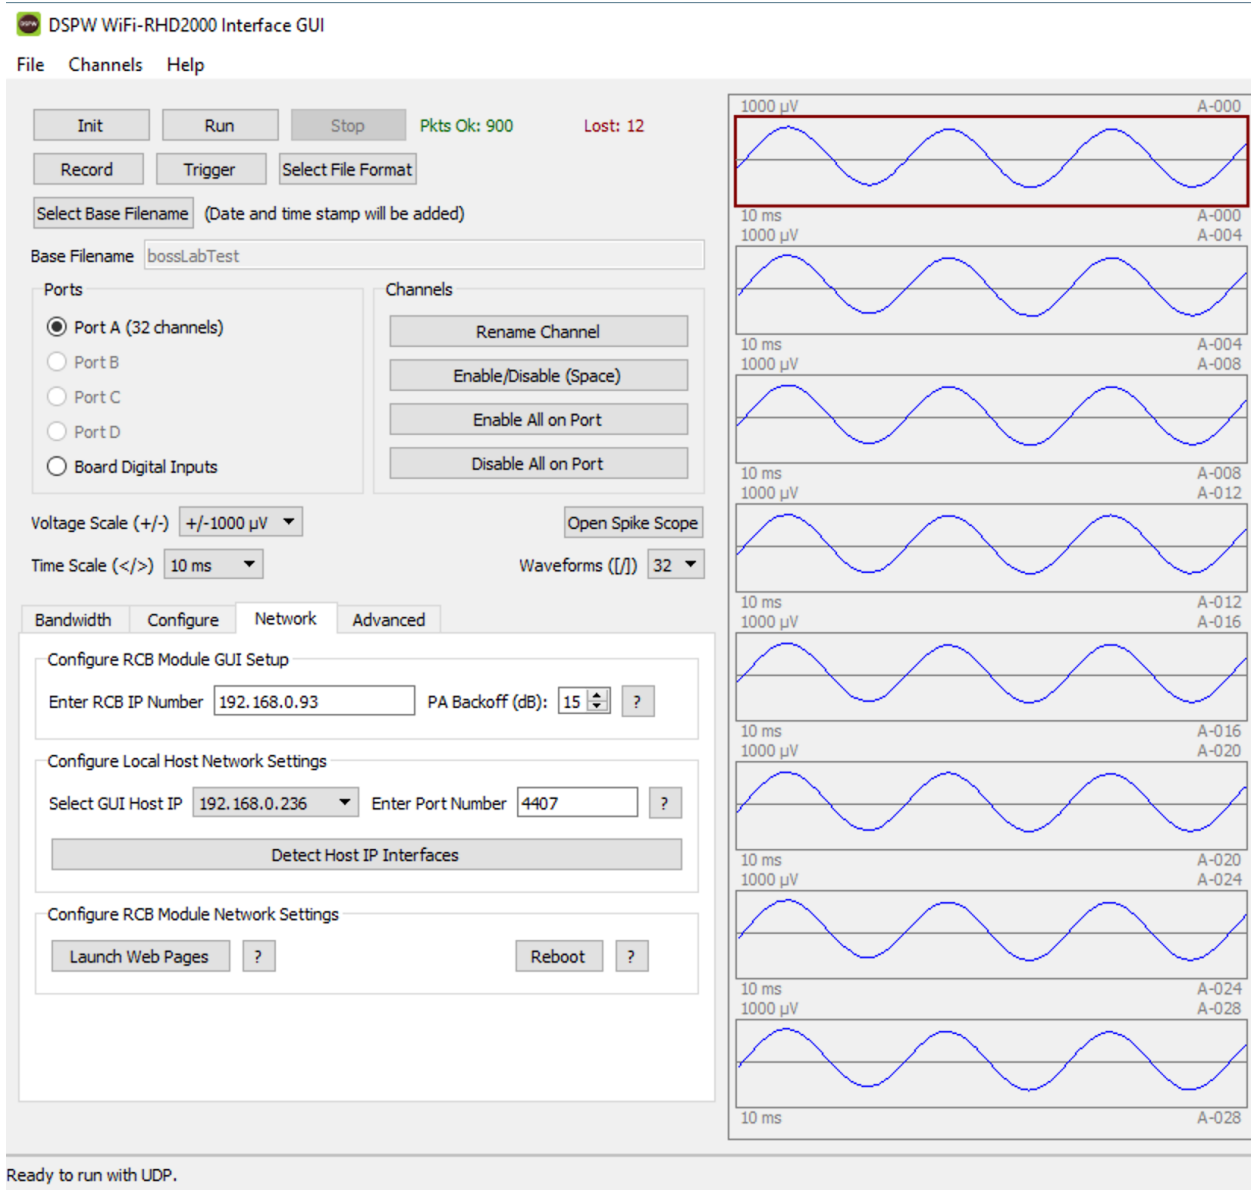 DSPW DSPW WiFi-RHD2000 Interface GUI
File Channels Help
Init Run Stop Pkts Ok: 900 Lost: 12
Record Trigger Select File Format
Select Base Filename (Date and time stamp will be added)
Base Filename bossLabTest
Ports
Port A (32 channels)
Port B
Port C
Port D
Board Digital Inputs
Channels
Rename Channel
Enable/Disable (Space)
Enable All on Port
Disable All on Port
Voltage Scale (+/-) +/-1000 μV Open Spike Scope
Time Scale (</>) 10 ms Waveforms ([/]) 32
Bandwidth Configure Network Advanced
Configure RCB Module GUI Setup
Enter RCB IP Number 192.168.0.93 PA Backoff (dB): 15 ?
Configure Local Host Network Settings
Select GUI Host IP 192.168.0.236 Enter Port Number 4407 ?
Detect Host IP Interfaces
Configure RCB Module Network Settings
Launch Web Pages ? Reboot ?
1000 μV A-000
10 ms A-000
1000 μV A-004
10 ms A-004
1000 μV A-008
10 ms A-008
1000 μV A-012
10 ms A-012
1000 μV A-016
10 ms A-016
1000 μV A-020
10 ms A-020
1000 μV A-024
10 ms A-024
1000 μV A-028
10 ms A-028
Ready to run with UDP.